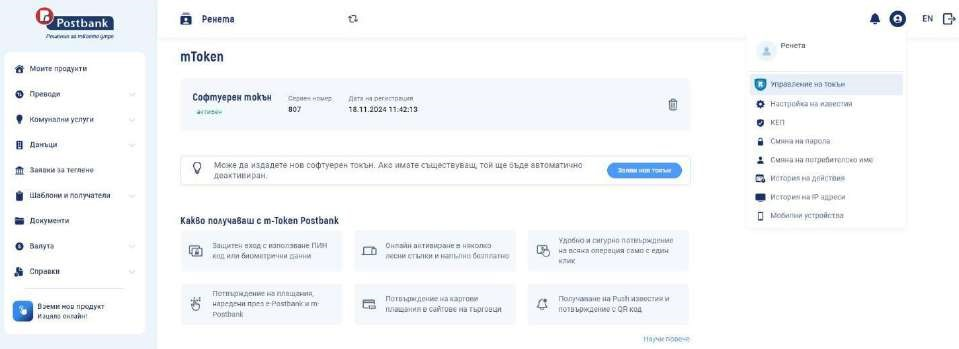 Postbank
Решения за твоето утре
Моите продукти
Преводи
Комунални услуги
Данъци
Заявки за теглене
Шаблони и получатели
Документи
Валута
Справки
Вземи нов продукт
Изцяло онлайн!
Ренета
EN
mToken
Софтуерен токън
активен
Сериен номер
807
Дата на регистрация
18.11.2024 11:42:13
Може да издадете нов софтуерен токън. Ако имате съществуващ, той ще бъде автоматично
деактивиран.
Заяви нов токън
Какво получаваш с m-Token Postbank
Защитен вход с използване ПИН
код или биометрични данни
Онлайн активиране в няколко
лесни стъпки и напълно безплатно
Удобно и сигурно потвърждение
на всяка операция само с един
клик
Потвърждение на плащания,
наредени през e-Postbank и m-
Postbank
Потвърждение на картови
плащания в сайтове на търговци
Получаване на Push известия и
потвърждение с QR код
Научи повече
Ренета
Управление на токън
Настройка на известия
КЕП
Смяна на парола
Смяна на потребителско име
История на действия
История на IP адреси
Мобилни устройства